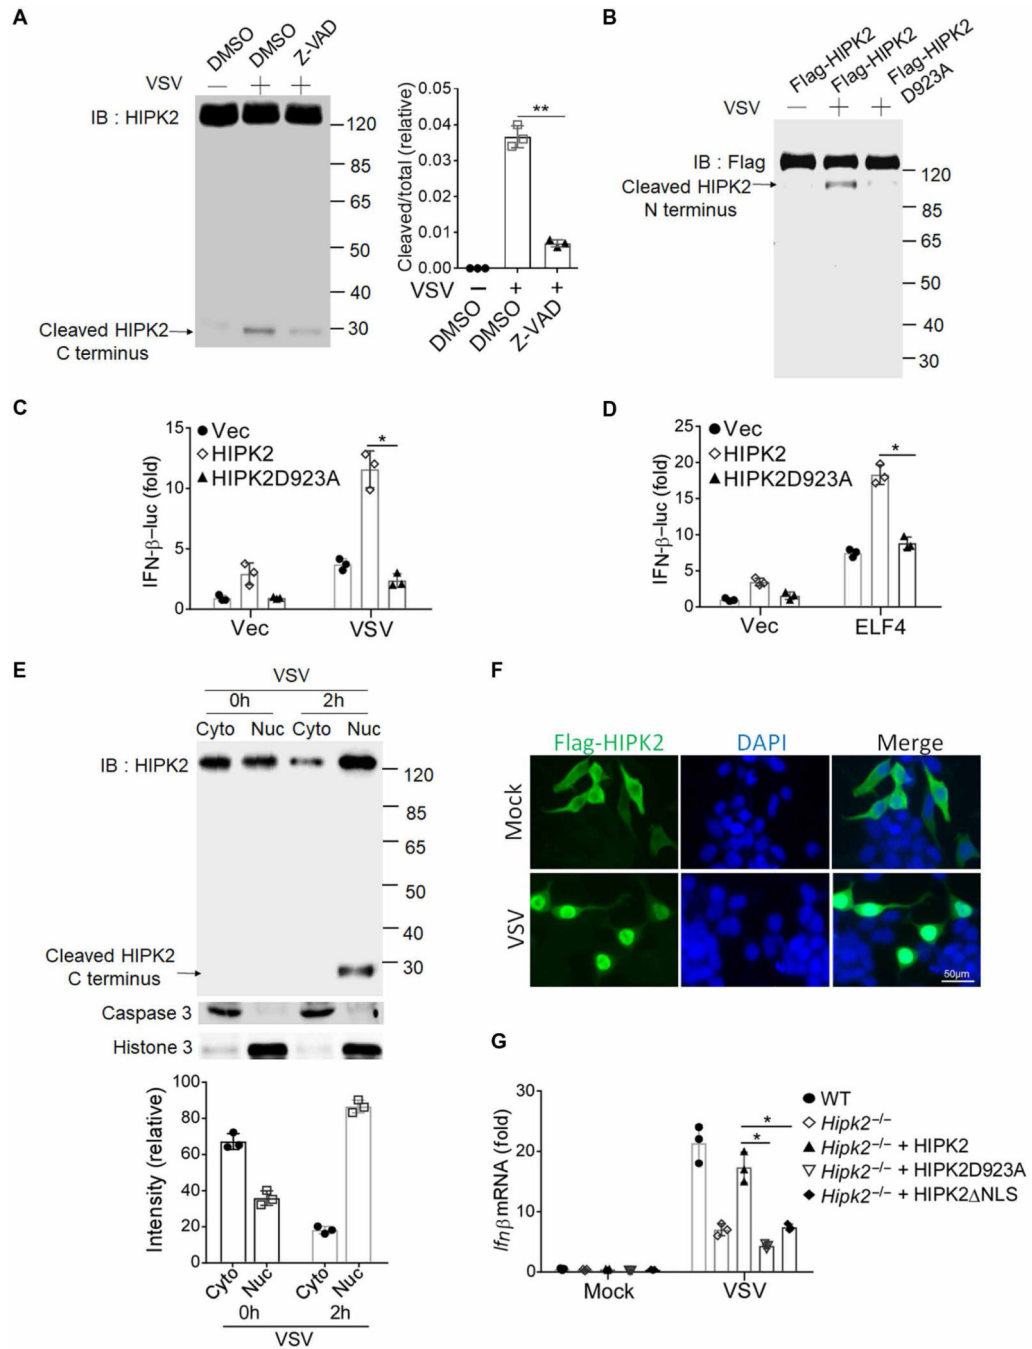 A
DMSO
DMSO
Z-VAD
VSV
— + +
IB : HIPK2
120
85
65
50
40
30
Cleaved HIPK2
C terminus
Cleaved/total (relative)
0.05
0.04
0.03
0.02
0.01
0.00
**
VSV — + +
DMSO
DMSO
Z-VAD
B
Flag-HIPK2
Flag-HIPK2
Flag-HIPK2
D923A
VSV — + +
IB : Flag
Cleaved HIPK2
N terminus
120
85
65
50
40
30
C
IFN-β–luc (fold)
15
10
5
0
Vec
HIPK2
HIPK2D923A
*
Vec
VSV
D
IFN-β–luc (fold)
25
20
15
10
5
0
Vec
HIPK2
HIPK2D923A
*
Vec
ELF4
E
VSV
0h 2h
Cyto Nuc Cyto Nuc
IB : HIPK2
120
85
65
50
40
30
Cleaved HIPK2
C terminus
Caspase 3
Histone 3
Intensity (relative)
100
80
60
40
20
0
Cyto
Nuc
Cyto
Nuc
0h 2h
VSV
F
Flag-HIPK2 DAPI Merge
Mock
VSV
50μm
G
Ifnβ mRNA (fold)
30
20
10
0
*
*
WT
Hipk2−/−
Hipk2−/− + HIPK2
Hipk2−/− + HIPK2D923A
Hipk2−/− + HIPK2ΔNLS
Mock
VSV